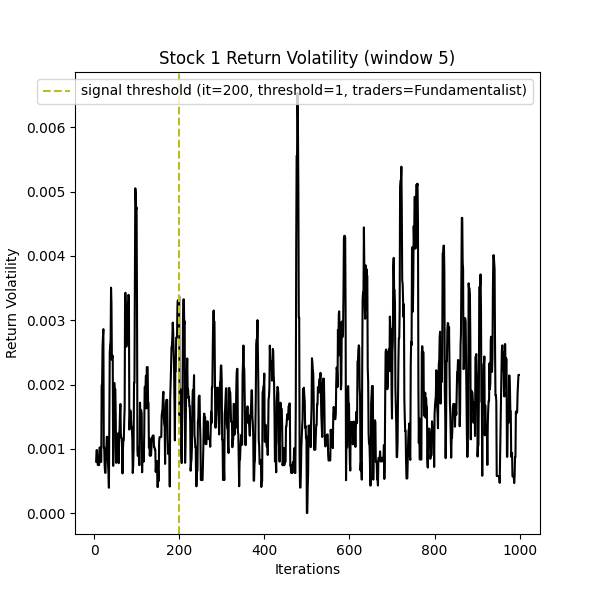 Stock 1 Return Volatility (window 5)
signal threshold (it=200, threshold=1, traders=Fundamentalist)
0.006
0.005
0.004
0.003
0.002
0.001
0.000
Return Volatility
0 200 400 600 800 1000
Iterations